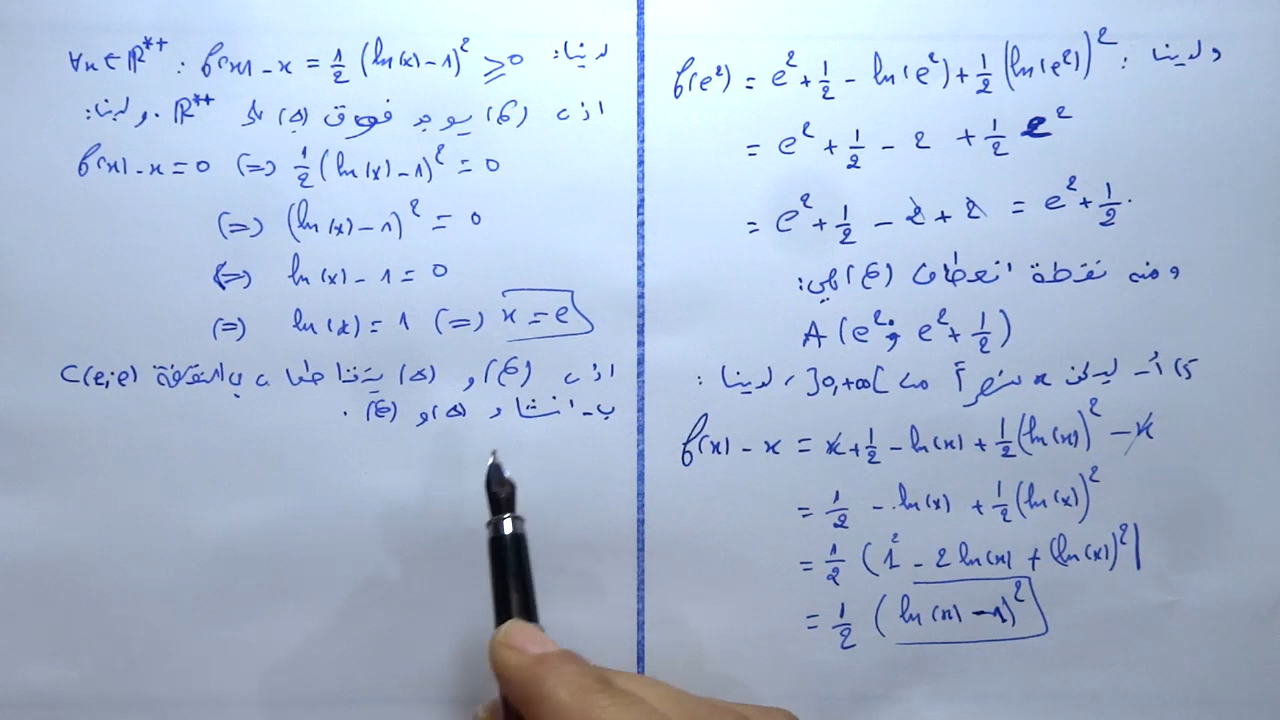 ولدينا : f(e²) = e² + 1/2 - ln(e²) + 1/2 (ln(e²))²
= e² + 1/2 - 2 + 1/2 2²
= e² + 1/2 - 2 + 2 = e² + 1/2.
ومنه نقطة انعطاف (C) هي:
A(e² ; e² + 1/2)
5) أ- ليكن x عنصرا من ]0,+∞[ ، لدينا :
f(x) - x = x + 1/2 - ln(x) + 1/2 (ln(x))² - x
= 1/2 - ln(x) + 1/2 (ln(x))²
= 1/2 (1² - 2 ln(x) + (ln(x))²)
= 1/2 (ln(x) - 1)²
لدينا: ∀x ∈ ℝ*⁺ : f(x) - x = 1/2 (ln(x) - 1)² ≥ 0
اذن (C) يوجد فوق (Δ) على ℝ*⁺. ولدينا:
f(x) - x = 0 (=) 1/2 (ln(x) - 1)² = 0
(=) (ln(x) - 1)² = 0
(=) ln(x) - 1 = 0
(=) ln(x) = 1 (=) x = e
اذن (C) و (Δ) يتقاطعان في النقطة C(e;e)
ب- انشاء (Δ) و (C).